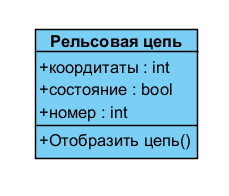 Рельсовая цепь
+коордитаты : int
+состояние : bool
+номер : int
+Отобразить цепь()